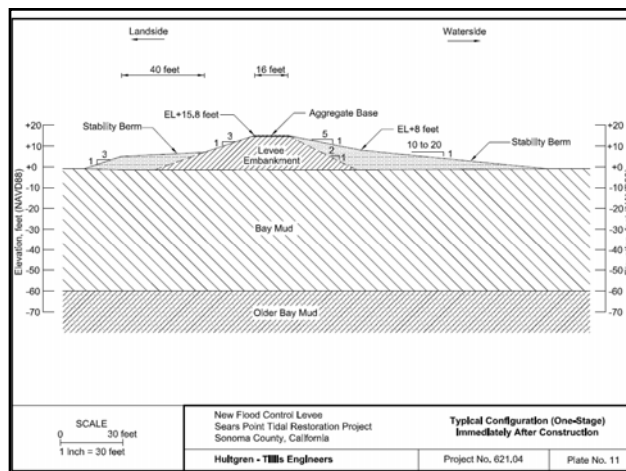 Landside
Waterside
40 feet
16 feet
EL+15.8 feet
Aggregate Base
Stability Berm
EL+8 feet
Stability Berm
3
1
3
1
5
1
2
1
10 to 20
1
Levee
Embankment
Elevation, feet (NAVD88)
+20
+10
+0
-10
-20
-30
-40
-50
-60
-70
+20
+10
+0
-10
-20
-30
-40
-50
-60
-70
Bay Mud
Older Bay Mud
SCALE
0 30 feet
1 inch = 30 feet
New Flood Control Levee
Sears Point Tidal Restoration Project
Sonoma County, California
Hultgren - Tillis Engineers
Typical Configuration (One-Stage)
Immediately After Construction
Project No. 621.04
Plate No. 11